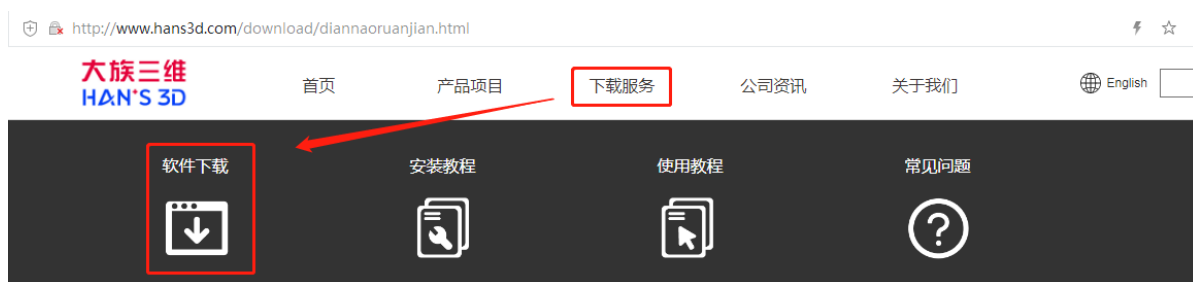 http://www.hans3d.com/download/diannaoruanjian.html
大族三维
HAN'S 3D
首页
产品项目
下载服务
公司资讯
关于我们
English
软件下载
安装教程
使用教程
常见问题